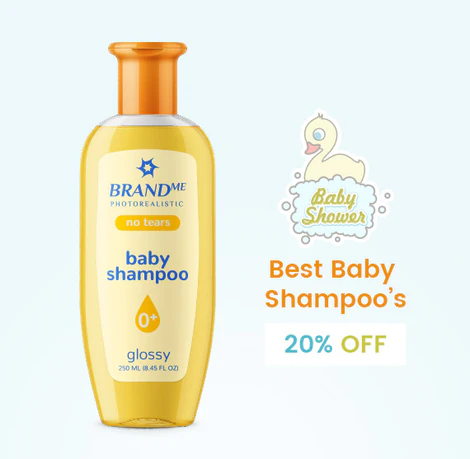 BRANDME
PHOTOREALISTIC
no tears
baby
shampoo
0+
glossy
250 ML (8.45 FL OZ)
Baby
Shower
Best Baby
Shampoo's
20% OFF